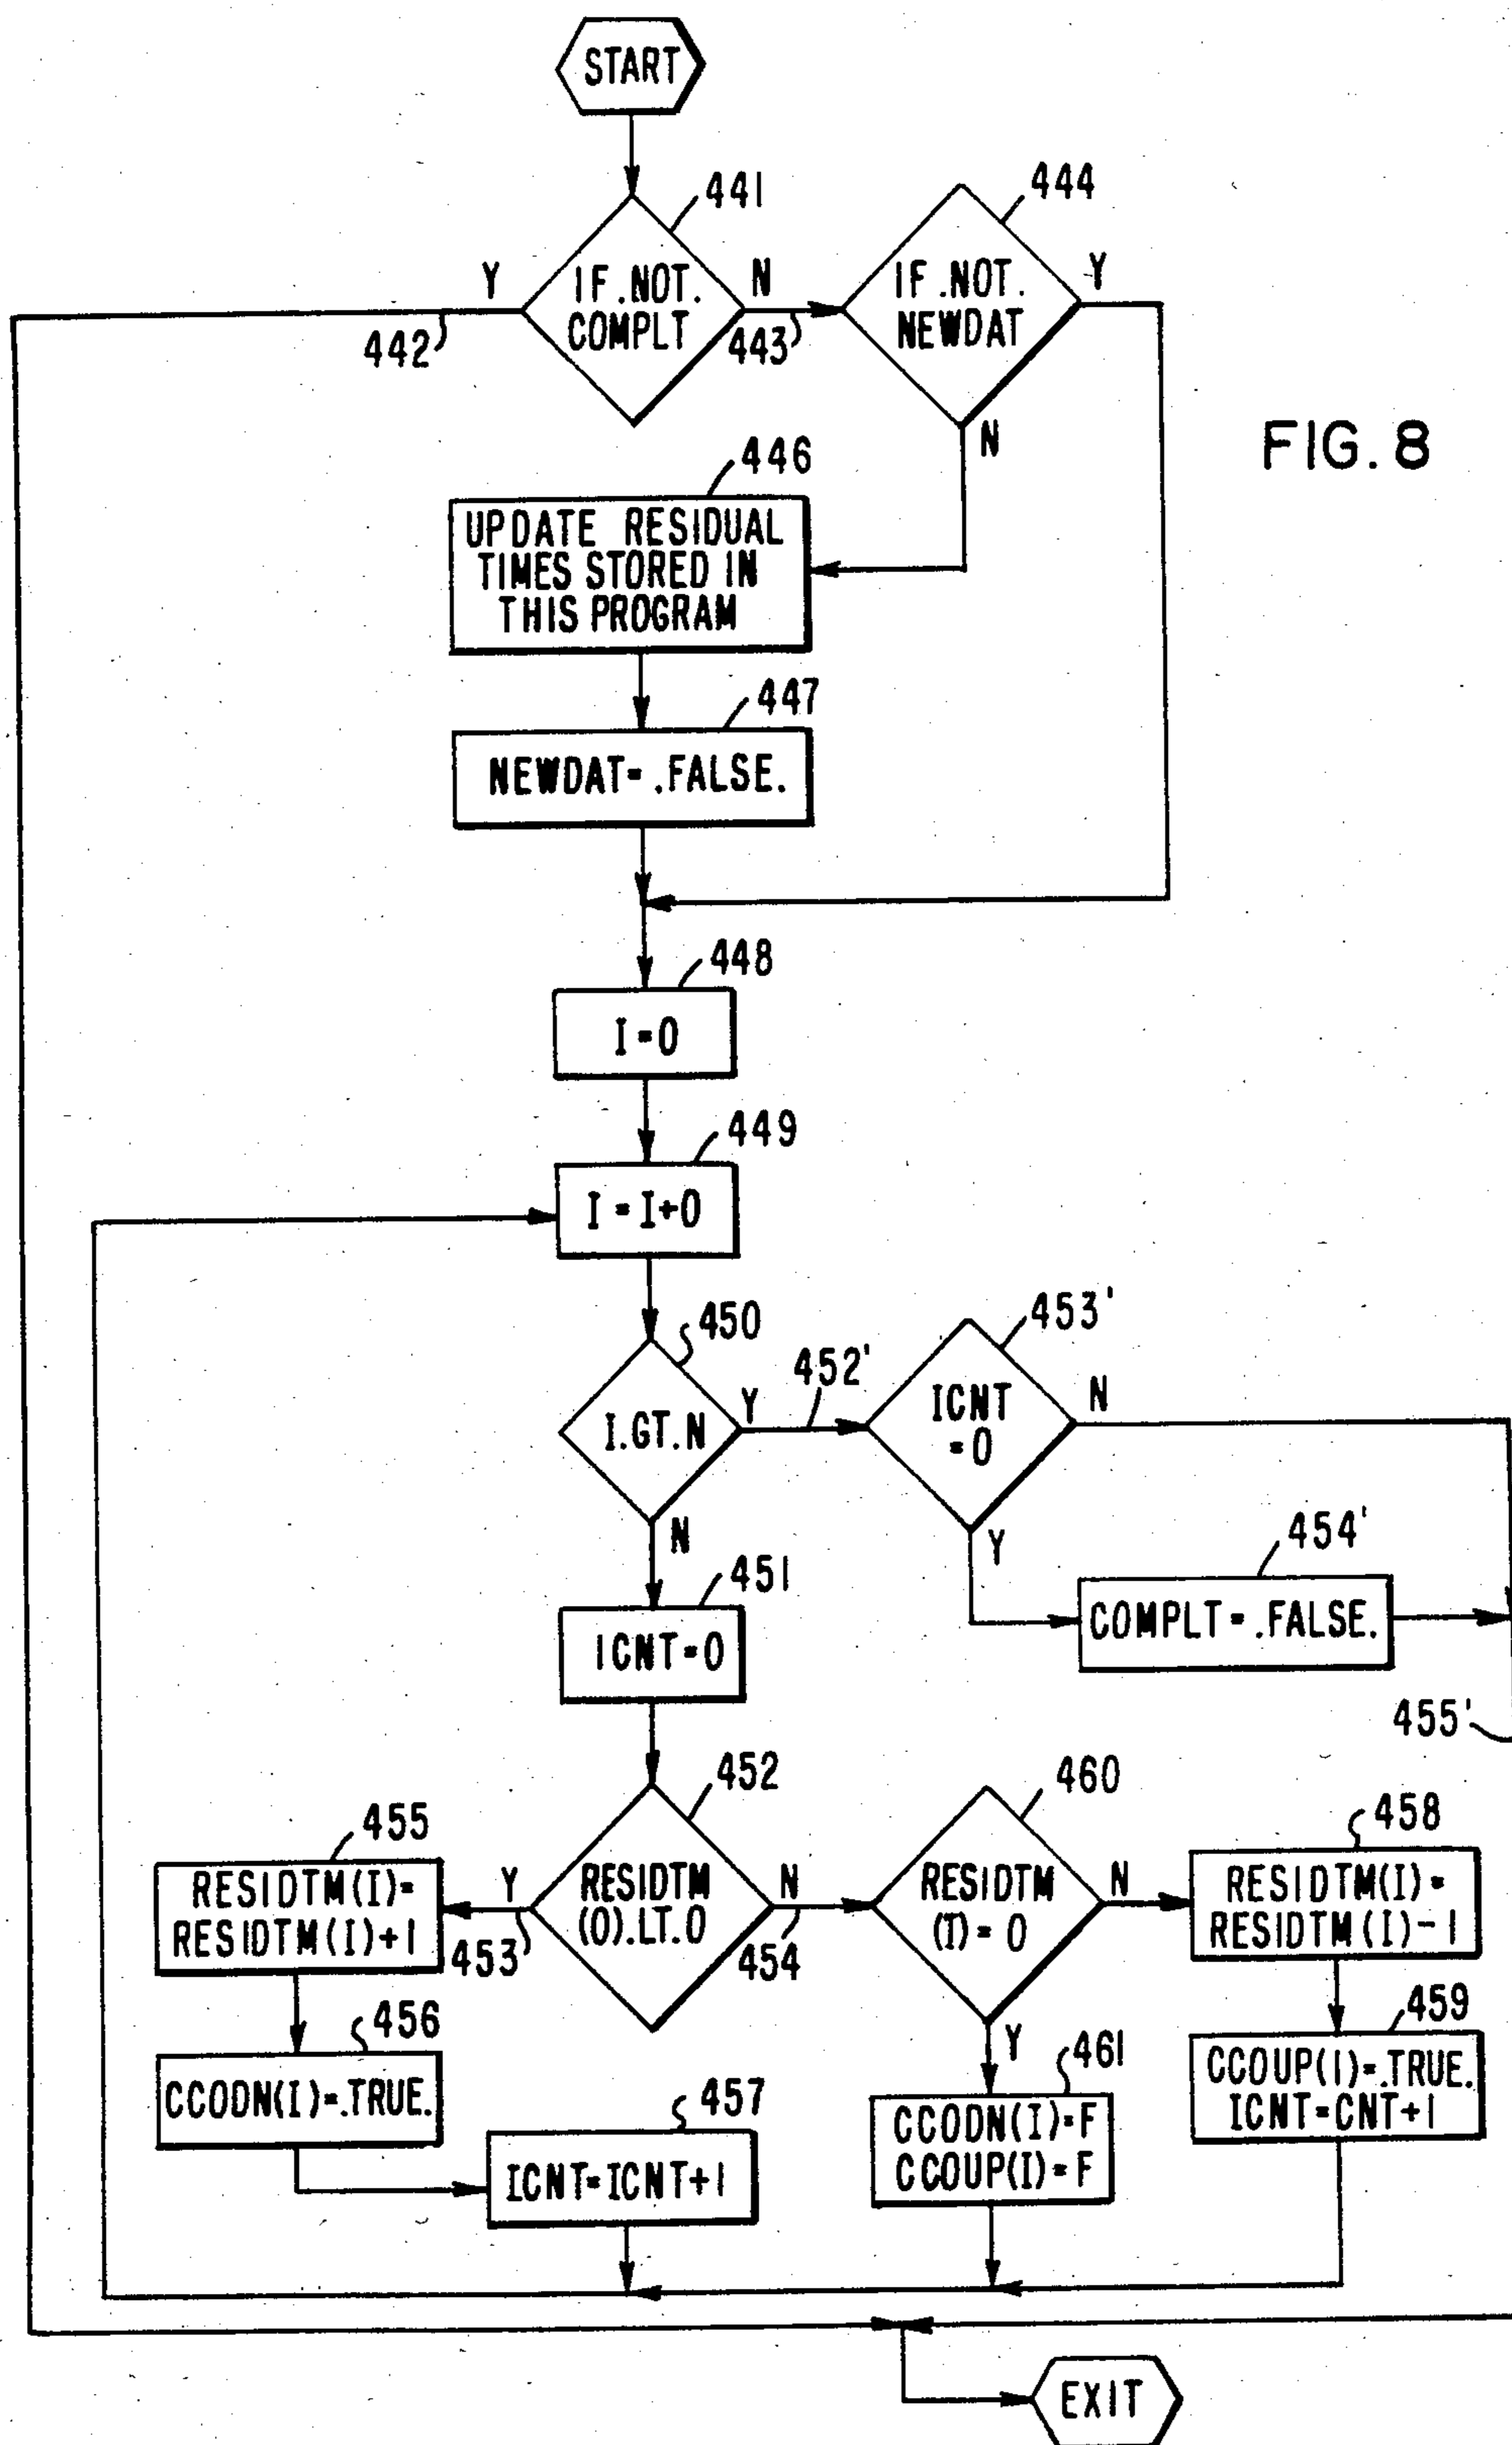 START
441
444
Y
IF .NOT.
COMPLT
N
IF .NOT.
NEWDAT
Y
442
443
N
FIG. 8
446
UPDATE RESIDUAL
TIMES STORED IN
THIS PROGRAM
447
NEWDAT= .FALSE.
448
I=0
449
I = I+0
450
453'
452'
I.GT.N
Y
ICNT
=0
N
N
Y
454'
451
COMPLT= .FALSE.
ICNT=0
455'
452
460
458
455
RESIDTM(I)=
RESIDTM(I)+1
Y
RESIDTM
(0).LT.0
N
RESIDTM
(I)= 0
N
RESIDTM(I)=
RESIDTM(I)-1
453
454
456
Y
461
459
CCODN(I)=.TRUE.
457
CCODN(I)=F
CCOUP(I)=F
CCOUP(I)=.TRUE.
ICNT=CNT+1
ICNT=ICNT+1
EXIT